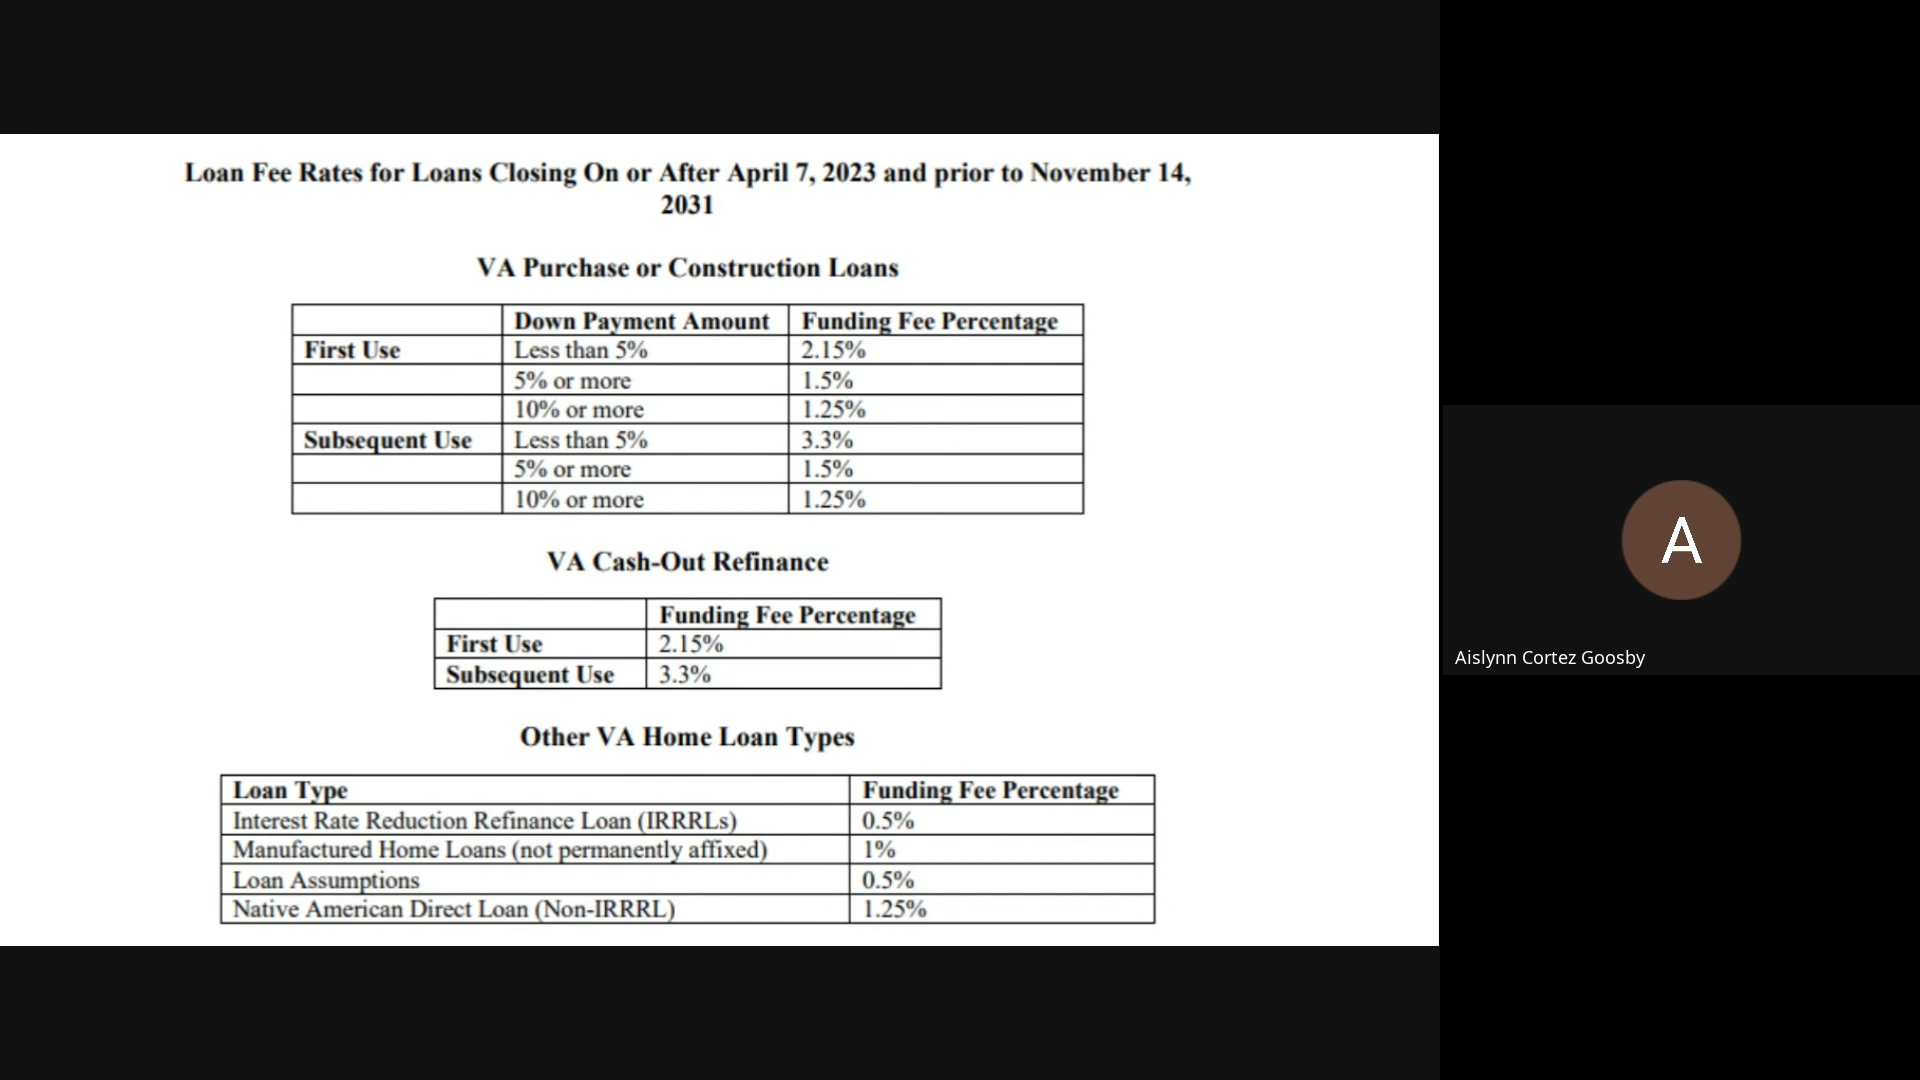 Loan Fee Rates for Loans Closing On or After April 7, 2023 and prior to November 14,
2031
VA Purchase or Construction Loans
Down Payment Amount Funding Fee Percentage
First Use Less than 5% 2.15%
5% or more 1.5%
10% or more 1.25%
Subsequent Use Less than 5% 3.3%
5% or more 1.5%
10% or more 1.25%
VA Cash-Out Refinance
Funding Fee Percentage
First Use 2.15%
Subsequent Use 3.3%
Other VA Home Loan Types
Loan Type Funding Fee Percentage
Interest Rate Reduction Refinance Loan (IRRRLs) 0.5%
Manufactured Home Loans (not permanently affixed) 1%
Loan Assumptions 0.5%
Native American Direct Loan (Non-IRRRL) 1.25%
A
Aislynn Cortez Goosby